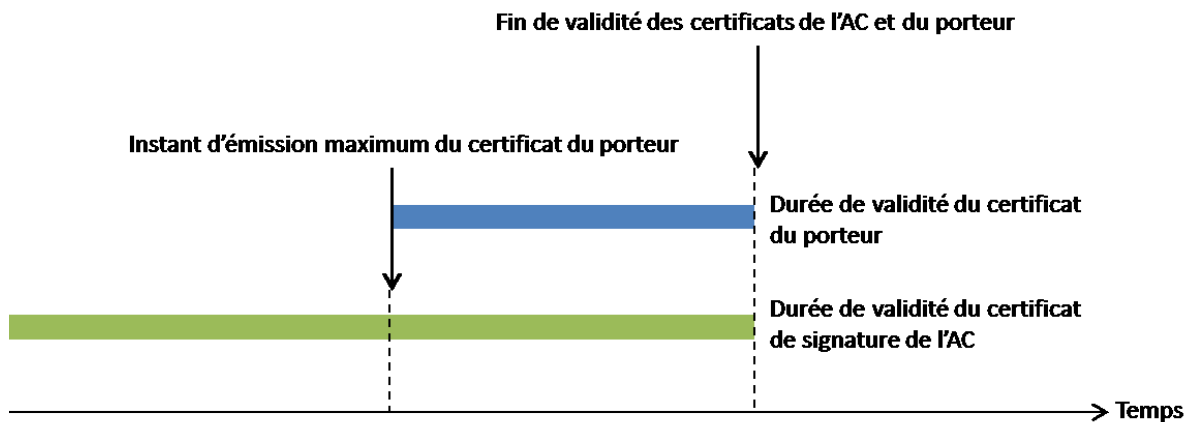 Fin de validité des certificats de l'AC et du porteur
Instant d'émission maximum du certificat du porteur
Durée de validité du certificat
du porteur
Durée de validité du certificat
de signature de l'AC
Temps